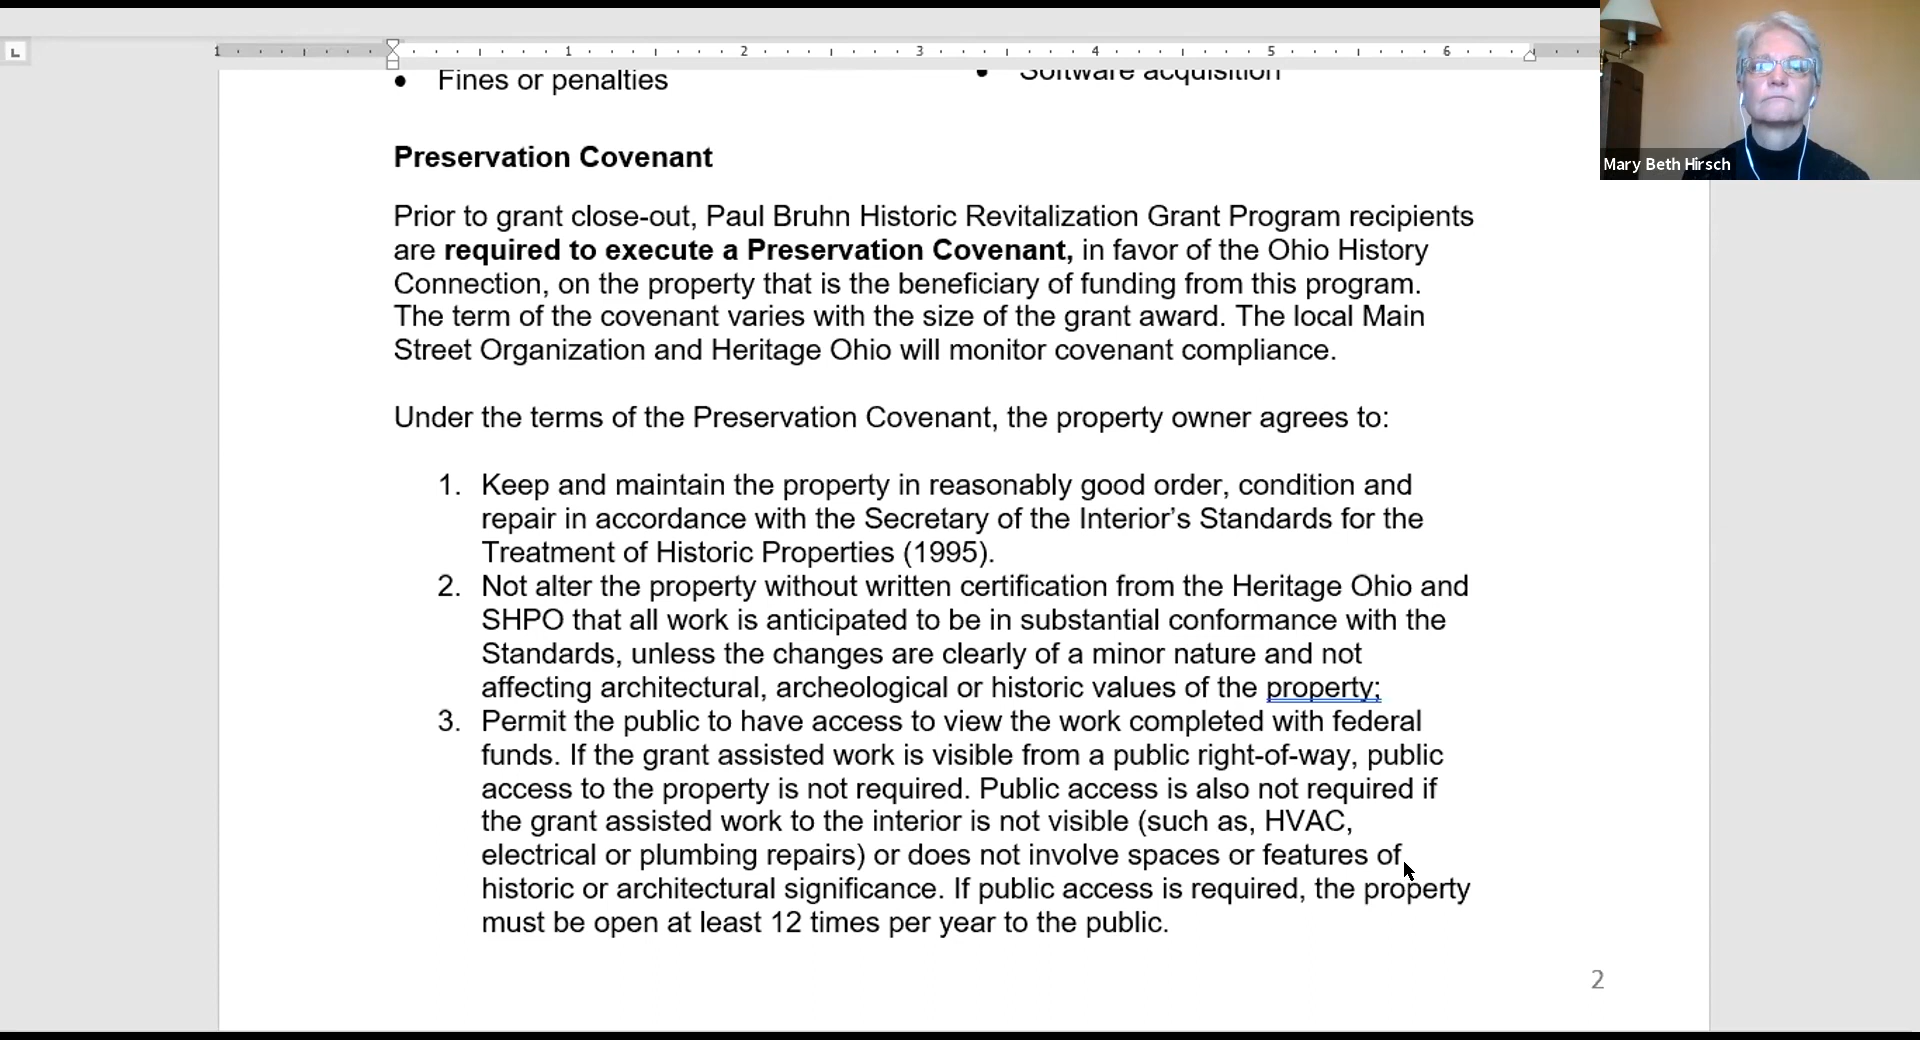 L
1 1 2 3 4 5 6
• Fines or penalties
• Software acquisition
Preservation Covenant
Prior to grant close-out, Paul Bruhn Historic Revitalization Grant Program recipients
are required to execute a Preservation Covenant, in favor of the Ohio History
Connection, on the property that is the beneficiary of funding from this program.
The term of the covenant varies with the size of the grant award. The local Main
Street Organization and Heritage Ohio will monitor covenant compliance.
Under the terms of the Preservation Covenant, the property owner agrees to:
1. Keep and maintain the property in reasonably good order, condition and
repair in accordance with the Secretary of the Interior’s Standards for the
Treatment of Historic Properties (1995).
2. Not alter the property without written certification from the Heritage Ohio and
SHPO that all work is anticipated to be in substantial conformance with the
Standards, unless the changes are clearly of a minor nature and not
affecting architectural, archeological or historic values of the property;
3. Permit the public to have access to view the work completed with federal
funds. If the grant assisted work is visible from a public right-of-way, public
access to the property is not required. Public access is also not required if
the grant assisted work to the interior is not visible (such as, HVAC,
electrical or plumbing repairs) or does not involve spaces or features of
historic or architectural significance. If public access is required, the property
must be open at least 12 times per year to the public.
2
Mary Beth Hirsch